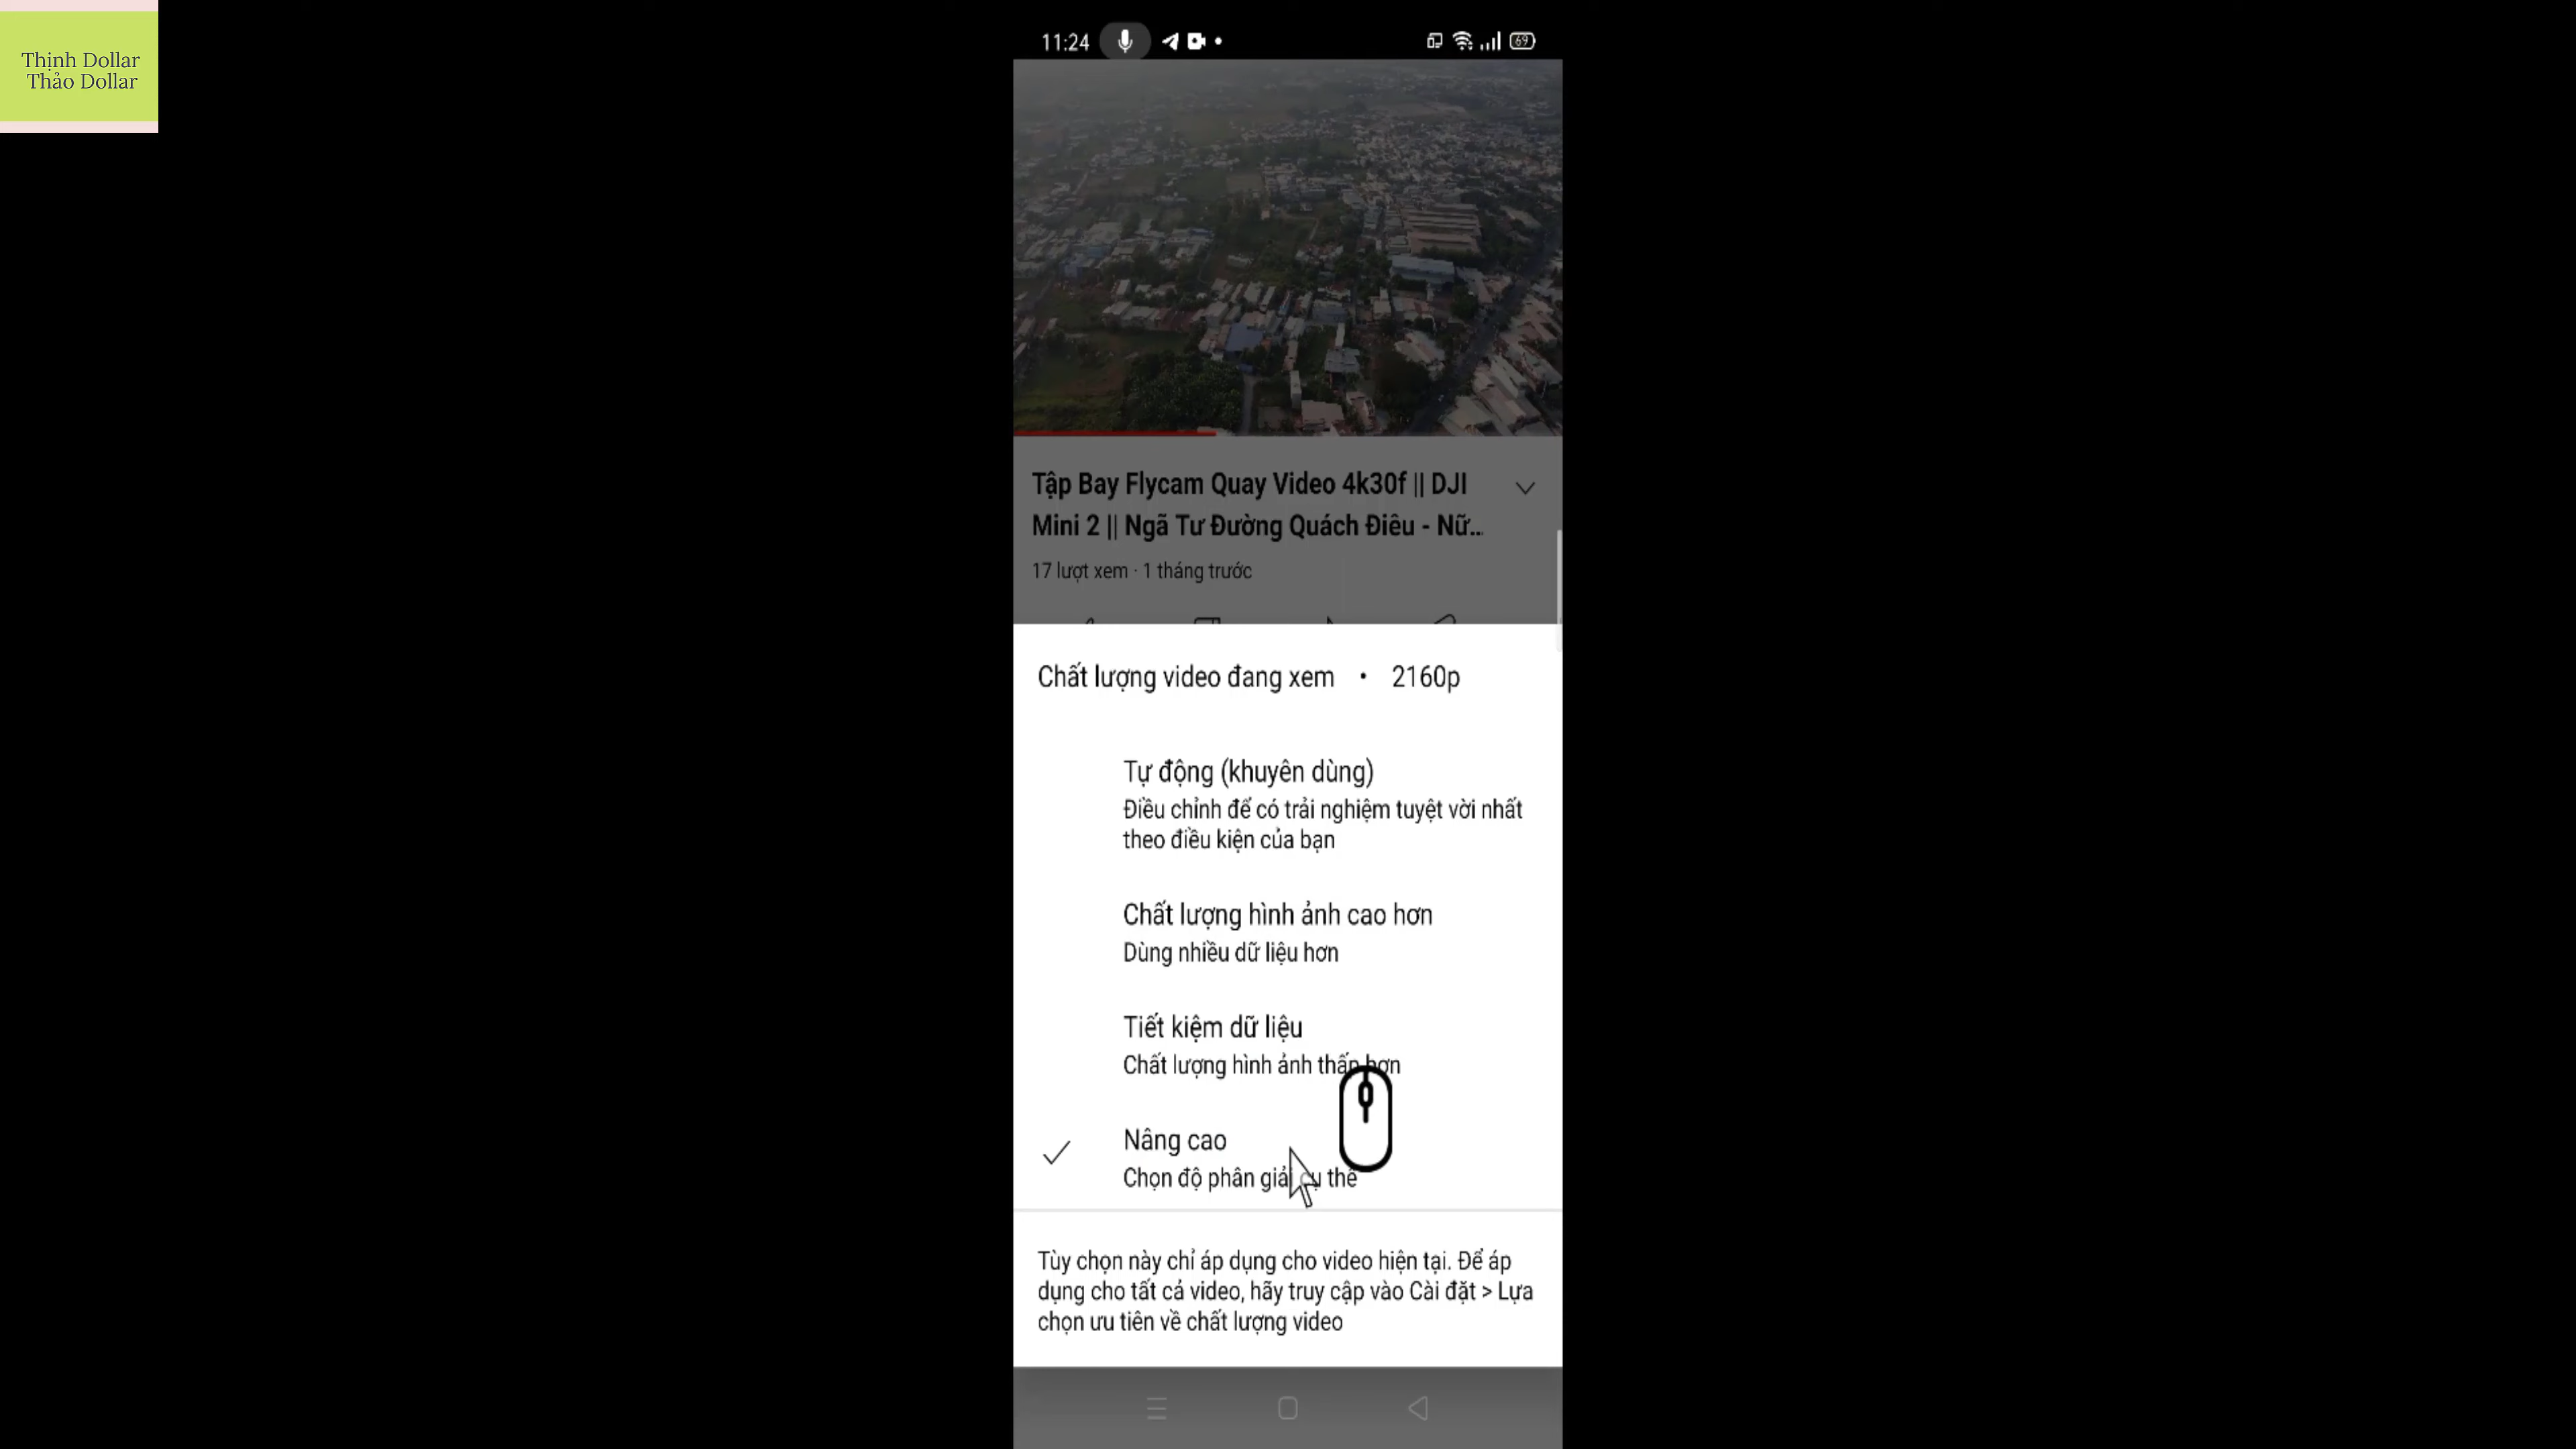 Thịnh Dollar
Thảo Dollar
11:24
69
Tập Bay Flycam Quay Video 4k30f || DJI
Mini 2 || Ngã Tư Đường Quách Điêu - Nữ...
17 lượt xem · 1 tháng trước
Chất lượng video đang xem • 2160p
Tự động (khuyên dùng)
Điều chỉnh để có trải nghiệm tuyệt vời nhất
theo điều kiện của bạn
Chất lượng hình ảnh cao hơn
Dùng nhiều dữ liệu hơn
Tiết kiệm dữ liệu
Chất lượng hình ảnh thấp hơn
Nâng cao
Chọn độ phân giải cụ thể
Tùy chọn này chỉ áp dụng cho video hiện tại. Để áp
dụng cho tất cả video, hãy truy cập vào Cài đặt > Lựa
chọn ưu tiên về chất lượng video